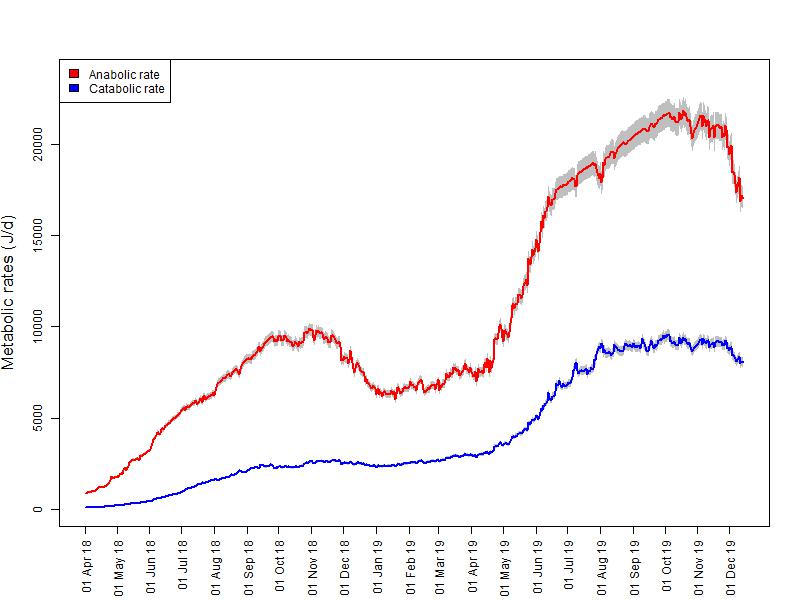 Anabolic rate
Catabolic rate
Metabolic rates (J/d)
20000
15000
10000
5000
0
01 Apr 18
01 May 18
01 Jun 18
01 Jul 18
01 Aug 18
01 Sep 18
01 Oct 18
01 Nov 18
01 Dec 18
01 Jan 19
01 Feb 19
01 Mar 19
01 Apr 19
01 May 19
01 Jun 19
01 Jul 19
01 Aug 19
01 Sep 19
01 Oct 19
01 Nov 19
01 Dec 19